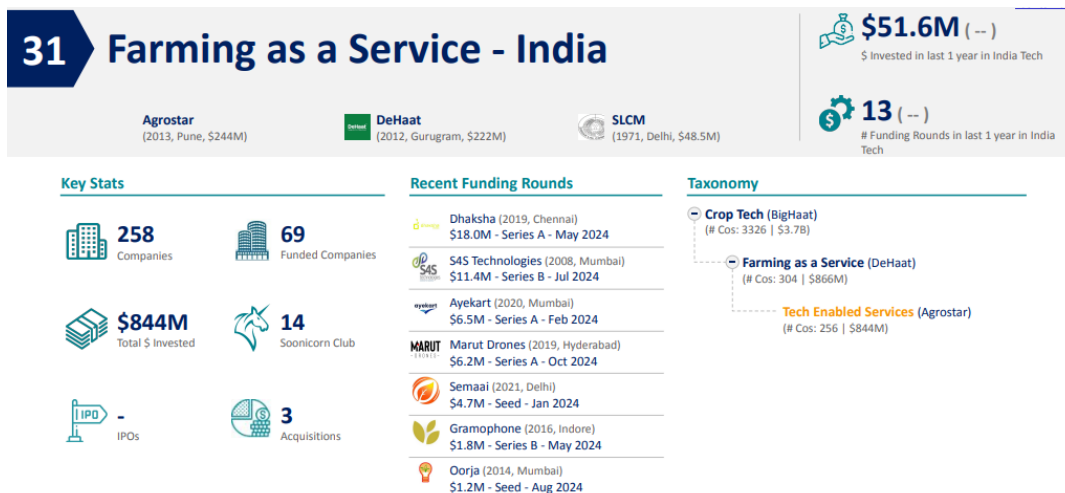 31
Farming as a Service - India
$51.6M ( -- )
$ Invested in last 1 year in India Tech
13 ( -- )
# Funding Rounds in last 1 year in India
Tech
Agrostar
(2013, Pune, $244M)
DeHaat
DeHaat
(2012, Gurugram, $222M)
SLCM
(1971, Delhi, $48.5M)
Key Stats
258
Companies
69
Funded Companies
$844M
Total $ Invested
14
Soonicorn Club
IPO
-
IPOs
3
Acquisitions
Recent Funding Rounds
Dhaksha (2019, Chennai)
$18.0M - Series A - May 2024
S4S
S4S Technologies (2008, Mumbai)
$11.4M - Series B - Jul 2024
ayekart
Ayekart (2020, Mumbai)
$6.5M - Series A - Feb 2024
MARUT
DRONES
Marut Drones (2019, Hyderabad)
$6.2M - Series A - Oct 2024
Semaai (2021, Delhi)
$4.7M - Seed - Jan 2024
Gramophone (2016, Indore)
$1.8M - Series B - May 2024
Oorja (2014, Mumbai)
$1.2M - Seed - Aug 2024
Taxonomy
Crop Tech (BigHaat)
(# Cos: 3326 | $3.7B)
Farming as a Service (DeHaat)
(# Cos: 304 | $866M)
Tech Enabled Services (Agrostar)
(# Cos: 256 | $844M)